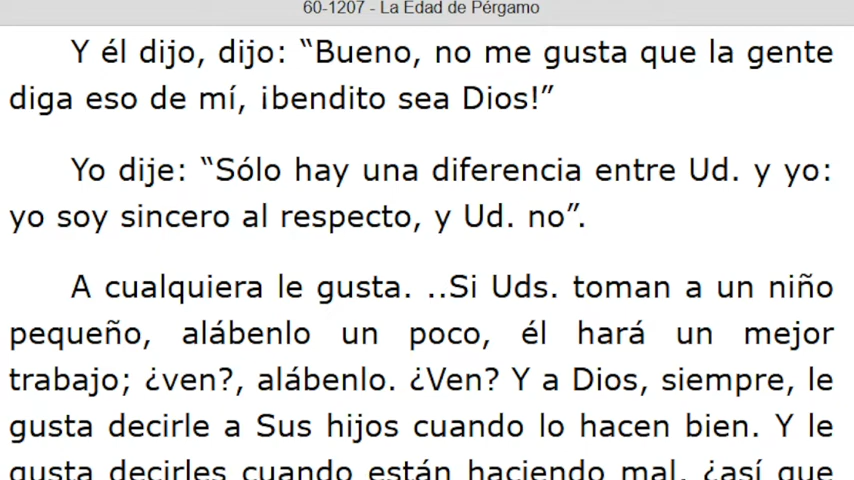 60-1207 - La Edad de Pérgamo
Y él dijo, dijo: “Bueno, no me gusta que la gente
diga eso de mí, ¡bendito sea Dios!”
Yo dije: “Sólo hay una diferencia entre Ud. y yo:
yo soy sincero al respecto, y Ud. no”.
A cualquiera le gusta. ..Si Uds. toman a un niño
pequeño, alábenlo un poco, él hará un mejor
trabajo; ¿ven?, alábenlo. ¿Ven? Y a Dios, siempre, le
gusta decirle a Sus hijos cuando lo hacen bien. Y le
gusta decirles cuando están haciendo mal, ¿así que